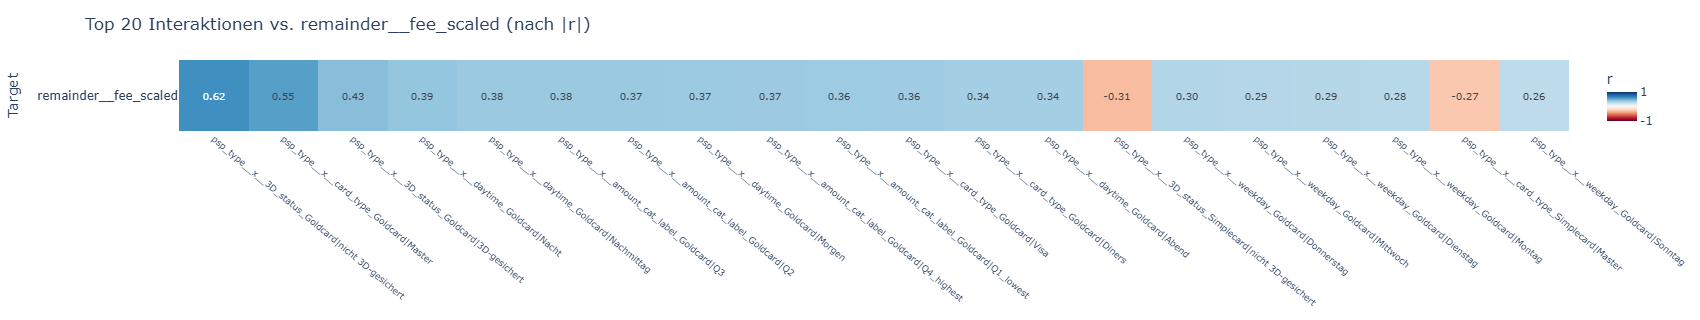 Top 20 Interaktionen vs. remainder__fee_scaled (nach |r|)
Target
remainder__fee_scaled
0.62
0.55
0.43
0.39
0.38
0.38
0.37
0.37
0.37
0.36
0.36
0.34
0.34
-0.31
0.30
0.29
0.29
0.28
-0.27
0.26
psp_type__x__3D_status_Goldcard|nicht 3D-gesichert
psp_type__x__card_type_Goldcard|Master
psp_type__x__3D_status_Goldcard|3D-gesichert
psp_type__x__daytime_Goldcard|Nacht
psp_type__x__daytime_Goldcard|Nachmittag
psp_type__x__amount_cat_label_Goldcard|Q3
psp_type__x__amount_cat_label_Goldcard|Q2
psp_type__x__daytime_Goldcard|Morgen
psp_type__x__amount_cat_label_Goldcard|Q4_highest
psp_type__x__amount_cat_label_Goldcard|Q1_lowest
psp_type__x__card_type_Goldcard|Visa
psp_type__x__card_type_Goldcard|Diners
psp_type__x__daytime_Goldcard|Abend
psp_type__x__3D_status_Simplecard|nicht 3D-gesichert
psp_type__x__weekday_Goldcard|Donnerstag
psp_type__x__weekday_Goldcard|Mittwoch
psp_type__x__weekday_Goldcard|Dienstag
psp_type__x__weekday_Goldcard|Montag
psp_type__x__card_type_Simplecard|Master
psp_type__x__weekday_Goldcard|Sonntag
r
1
-1